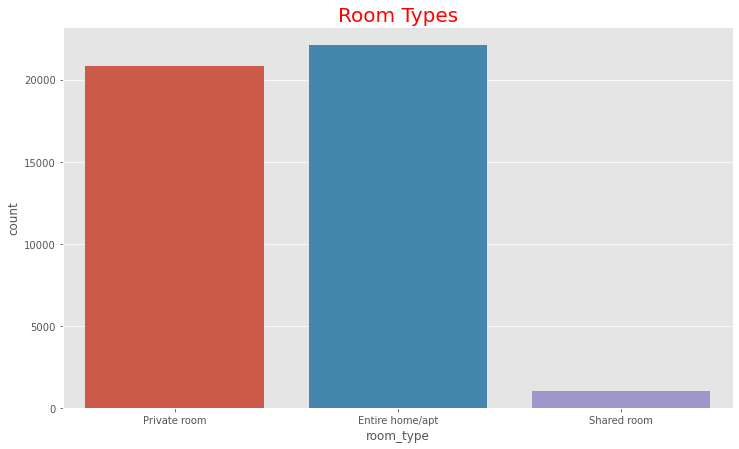 Room Types
20000
15000
10000
5000
0
count
Private room
Entire home/apt
Shared room
room_type